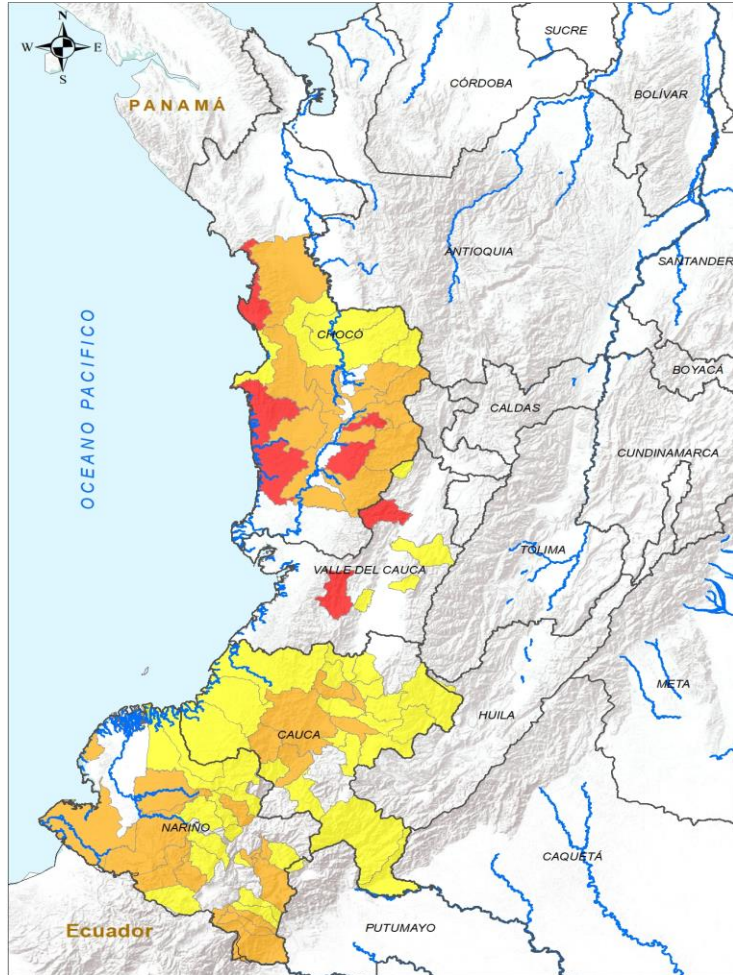 N
W E
S
SUCRE
CÓRDOBA
BOLÍVAR
PANAMÁ
ANTIOQUIA
SANTANDER
OCEANO PACIFICO
CHOCÓ
BOYACÁ
CALDAS
CUNDINAMARCA
TOLIMA
VALLE DEL CAUCA
META
HUILA
CAUCA
NARIÑO
CAQUETÁ
Ecuador
PUTUMAYO